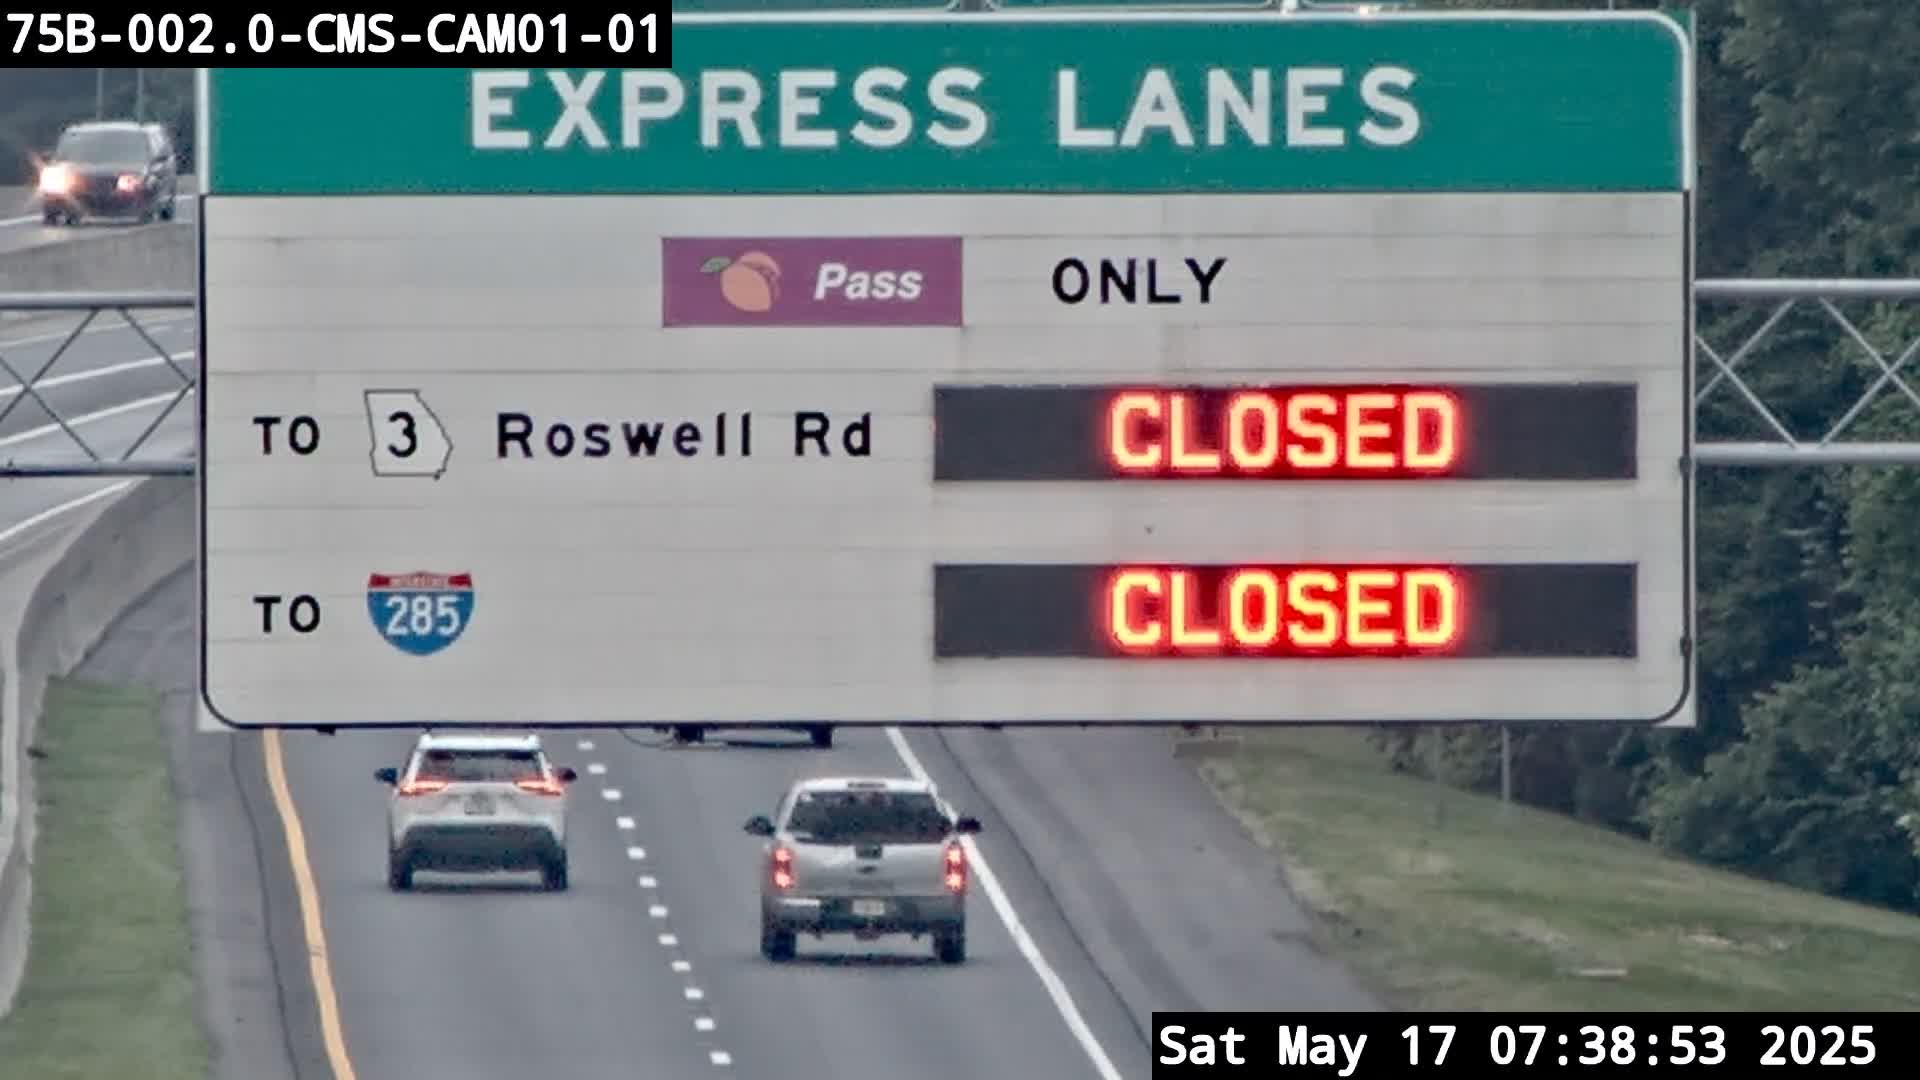 75B-002.0-CMS-CAM01-01
EXPRESS LANES
Pass ONLY
TO 3 Roswell Rd CLOSED
TO INTERSTATE 285 CLOSED
Sat May 17 07:38:53 2025